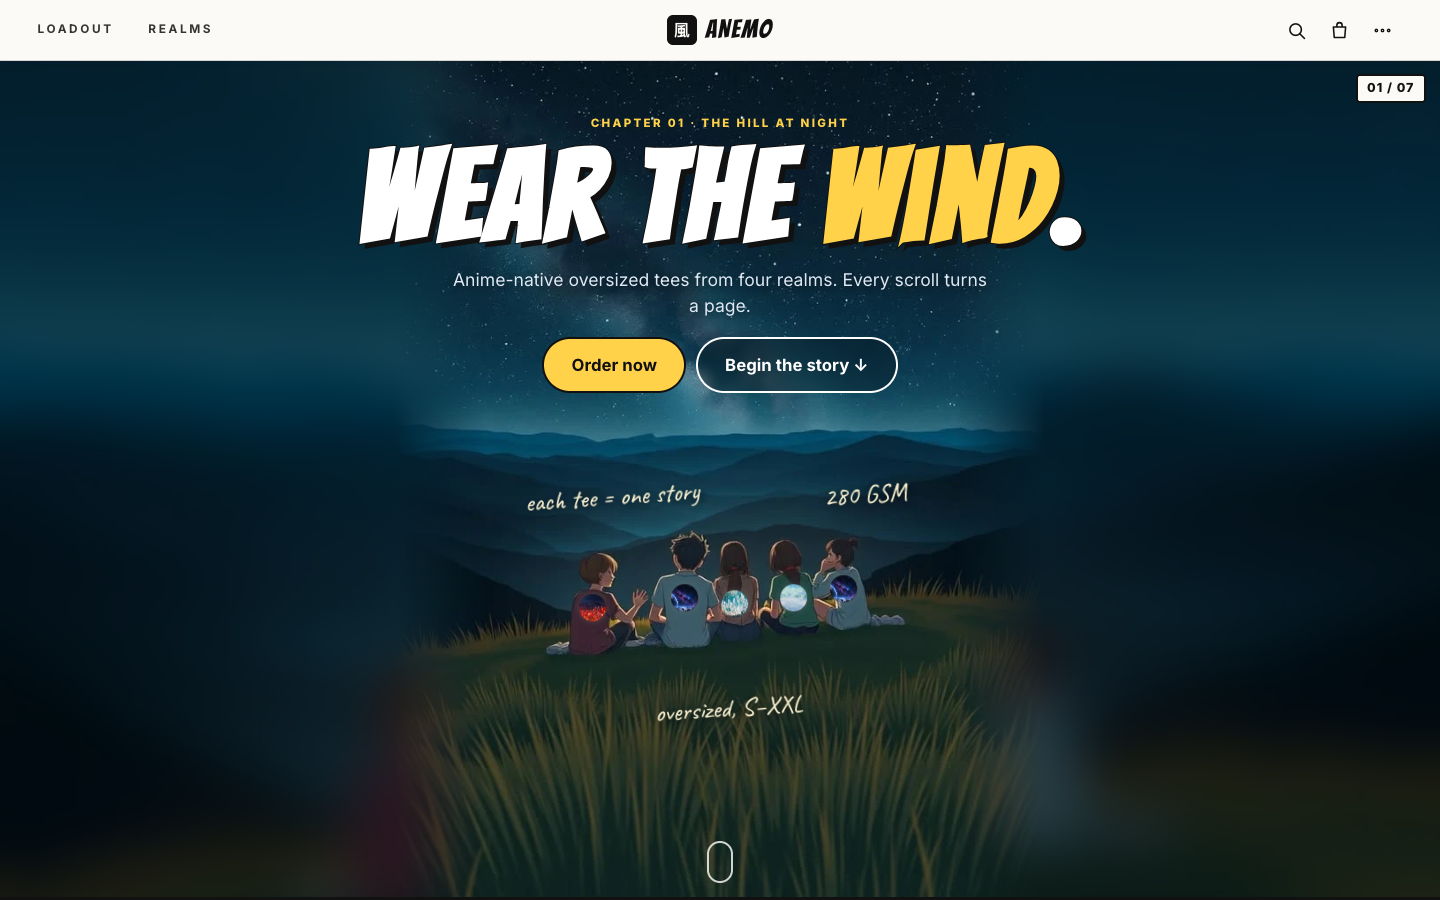 LOADOUT
REALMS
風 ANEMO
01 / 07
CHAPTER 01 · THE HILL AT NIGHT
WEAR THE WIND.
Anime-native oversized tees from four realms. Every scroll turns
a page.
Order now
Begin the story ↓
each tee = one story
280 GSM
oversized, S–XXL